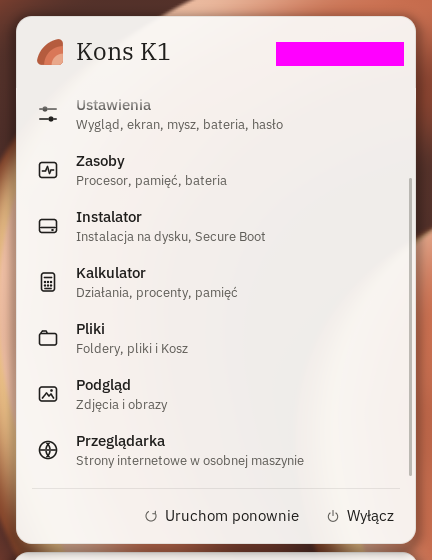 Kons K1
Ustawienia
Wygląd, ekran, mysz, bateria, hasło
Zasoby
Procesor, pamięć, bateria
Instalator
Instalacja na dysku, Secure Boot
Kalkulator
Działania, procenty, pamięć
Pliki
Foldery, pliki i Kosz
Podgląd
Zdjęcia i obrazy
Przeglądarka
Strony internetowe w osobnej maszynie
Uruchom ponownie
Wyłącz